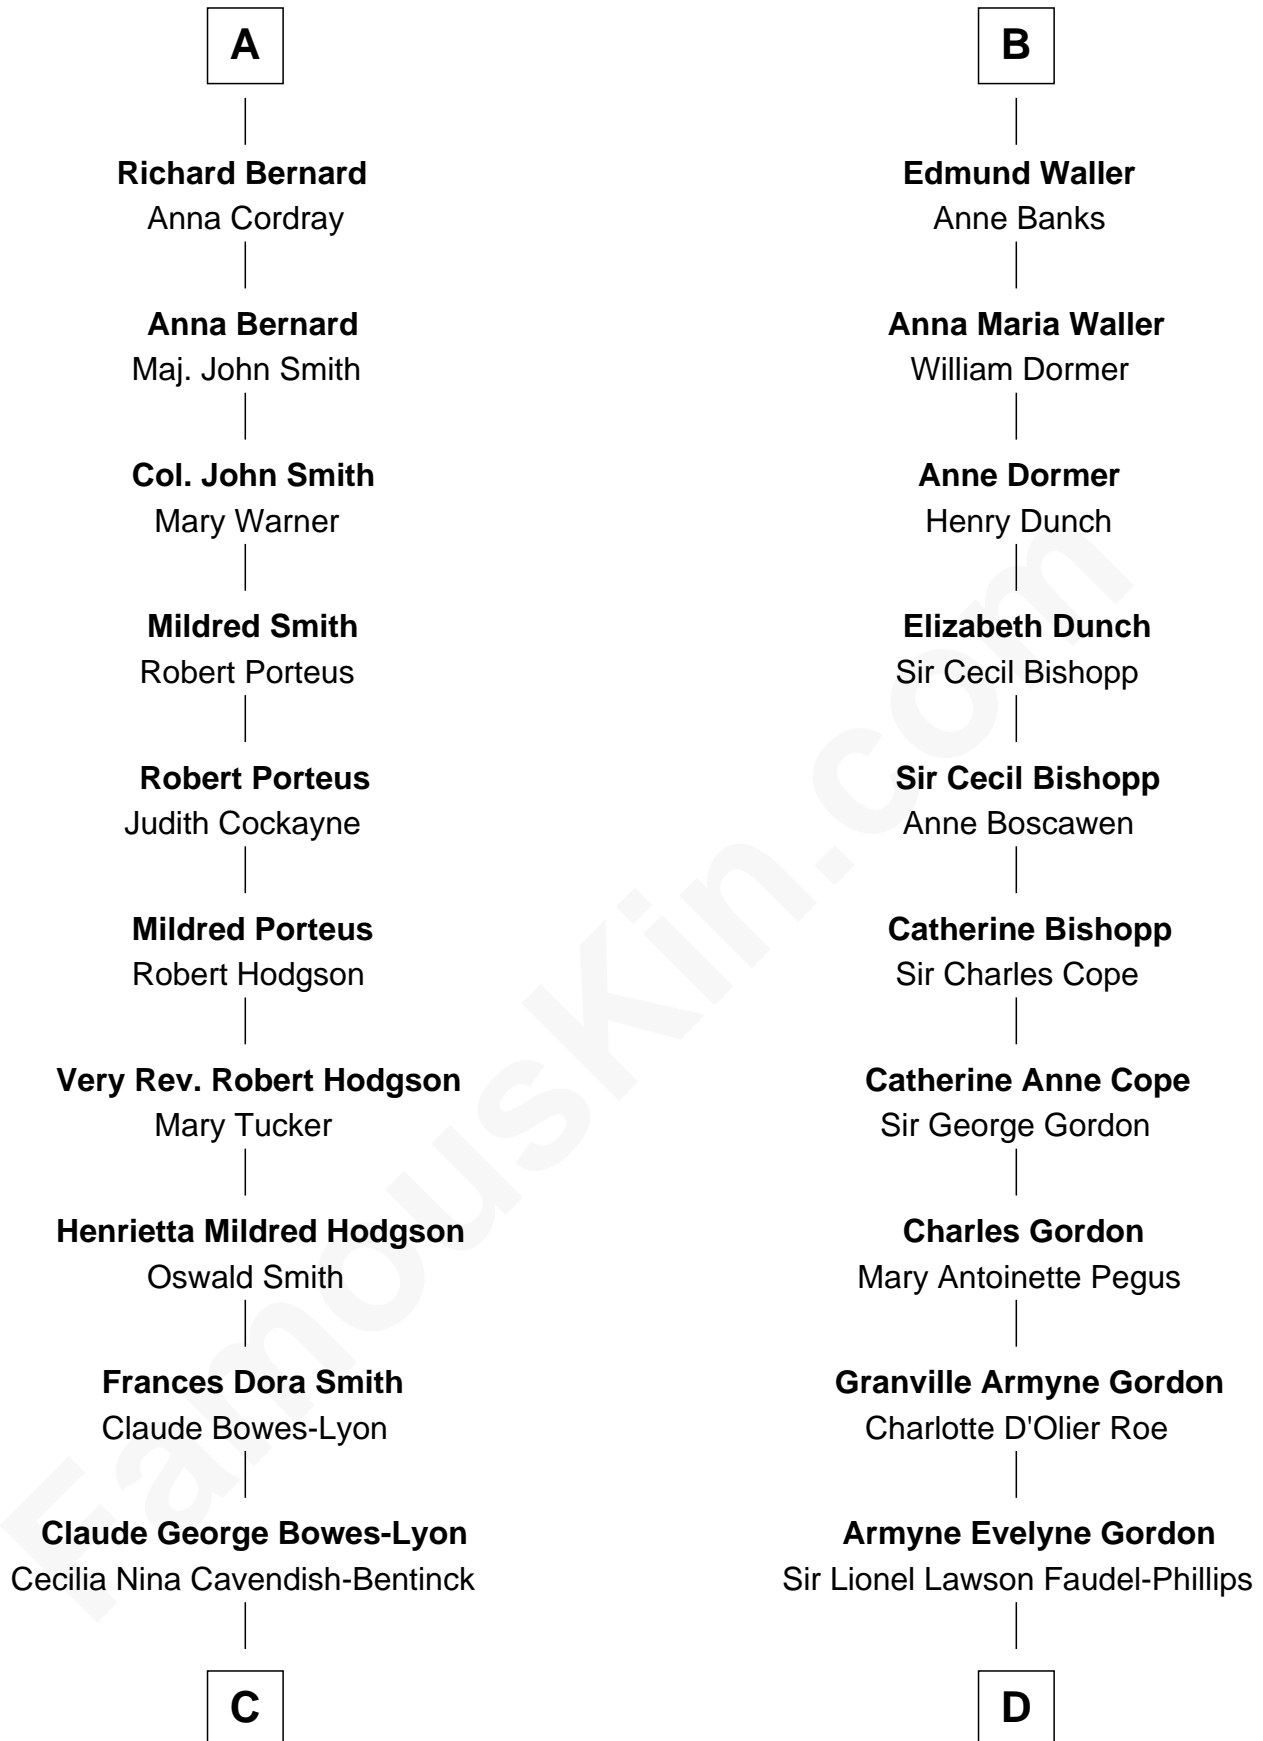 A
Richard Bernard
Anna Cordray
Anna Bernard
Maj. John Smith
Col. John Smith
Mary Warner
Mildred Smith
Robert Porteus
Robert Porteus
Judith Cockayne
Mildred Porteus
Robert Hodgson
Very Rev. Robert Hodgson
Mary Tucker
Henrietta Mildred Hodgson
Oswald Smith
Frances Dora Smith
Claude Bowes-Lyon
Claude George Bowes-Lyon
Cecilia Nina Cavendish-Bentinck
C
B
Edmund Waller
Anne Banks
Anna Maria Waller
William Dormer
Anne Dormer
Henry Dunch
Elizabeth Dunch
Sir Cecil Bishopp
Sir Cecil Bishopp
Anne Boscawen
Catherine Bishopp
Sir Charles Cope
Catherine Anne Cope
Sir George Gordon
Charles Gordon
Mary Antoinette Pegus
Granville Armyne Gordon
Charlotte D'Olier Roe
Armyne Evelyne Gordon
Sir Lionel Lawson Faudel-Phillips
D
FamousKin.com